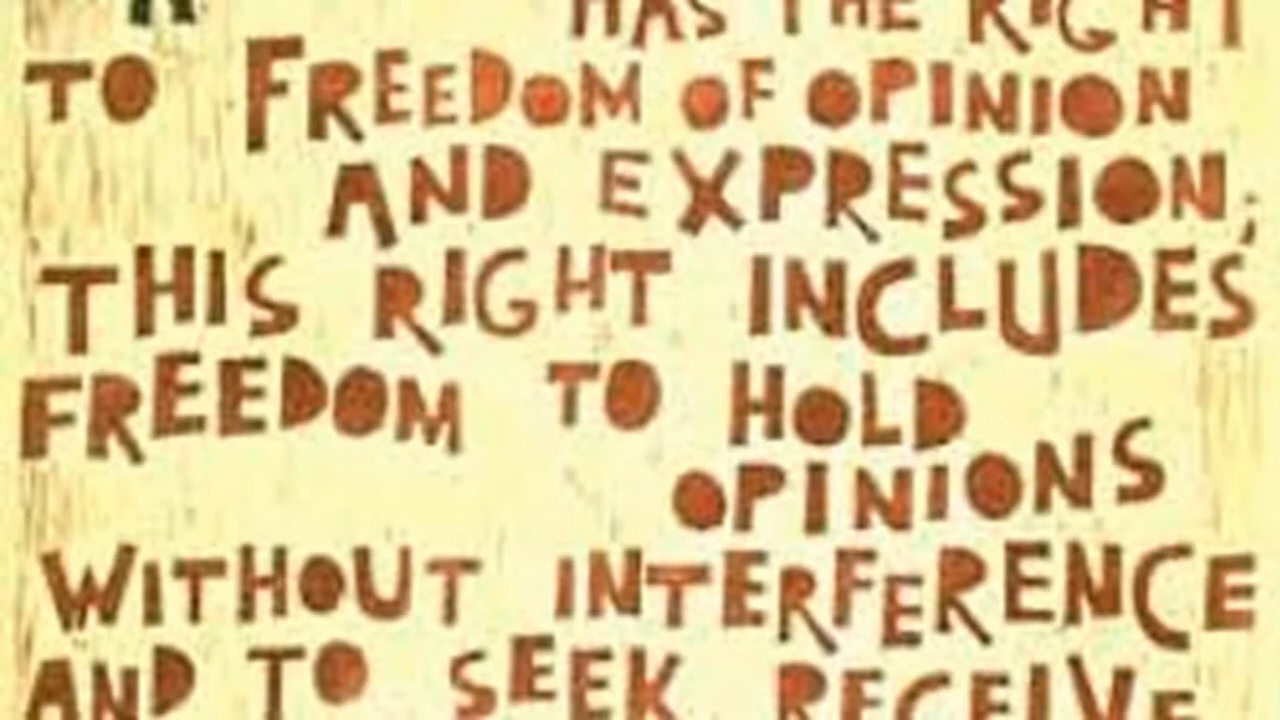 HAS THE RIGHT
TO FREEDOM OF OPINION
AND EXPRESSION;
THIS RIGHT INCLUDES
FREEDOM TO HOLD
OPINIONS
WITHOUT INTERFERENCE
AND TO SEEK, RECEIVE